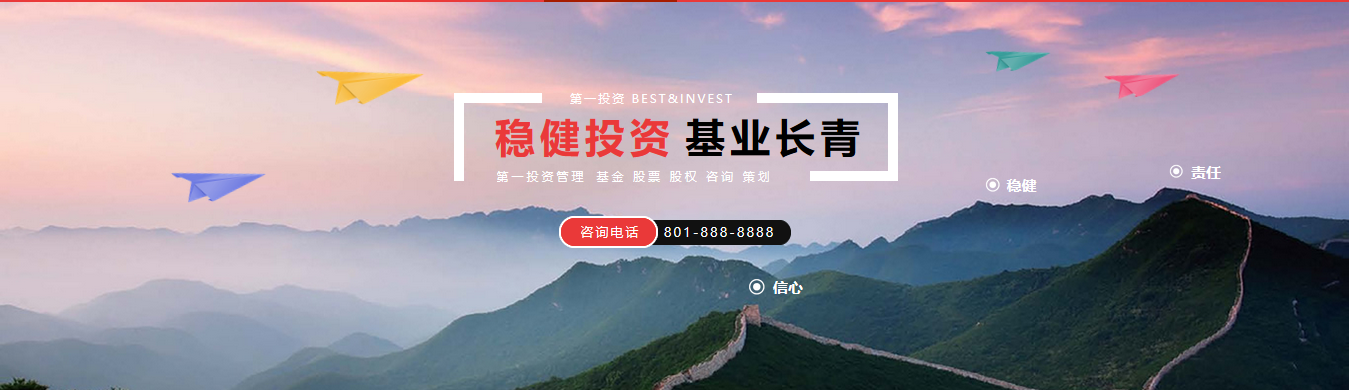 第一投资 BEST&INVEST
稳健投资 基业长青
第一投资管理 基金 股票 股权 咨询 策划
责任
稳健
咨询电话 801-888-8888
信心